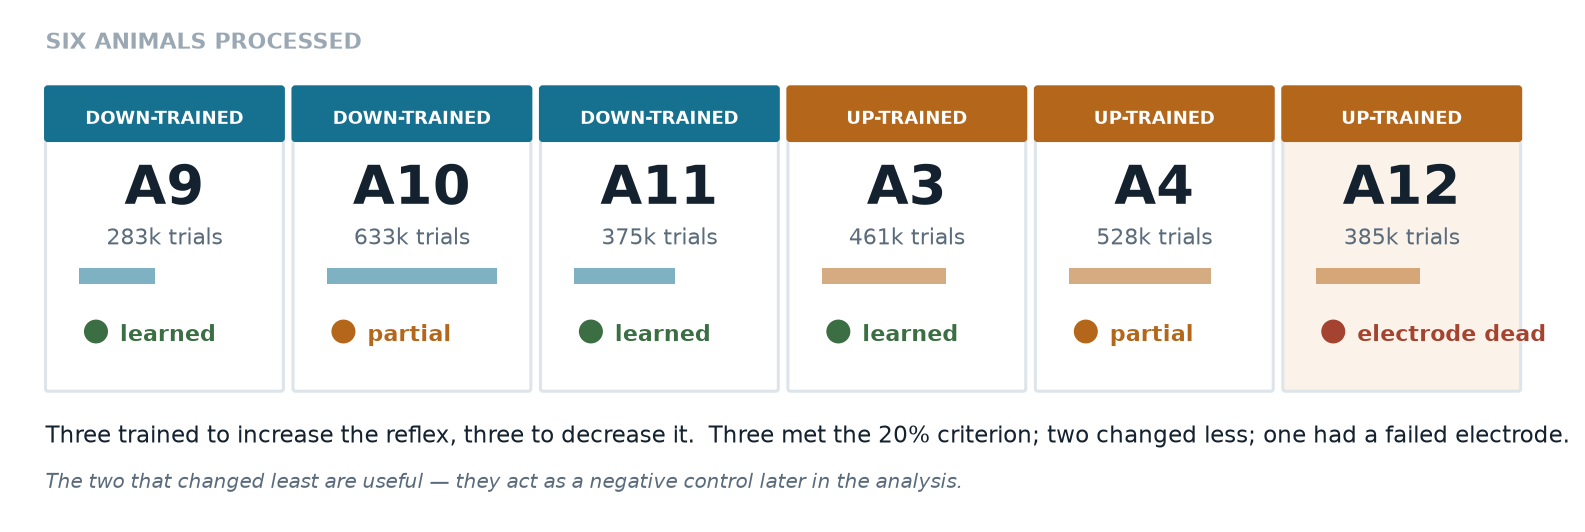 SIX ANIMALS PROCESSED
DOWN-TRAINED DOWN-TRAINED DOWN-TRAINED UP-TRAINED UP-TRAINED UP-TRAINED
A9 A10 A11 A3 A4 A12
283k trials 633k trials 375k trials 461k trials 528k trials 385k trials
learned partial learned learned partial electrode dead
Three trained to increase the reflex, three to decrease it.  Three met the 20% criterion; two changed less; one had a failed electrode.
The two that changed least are useful — they act as a negative control later in the analysis.